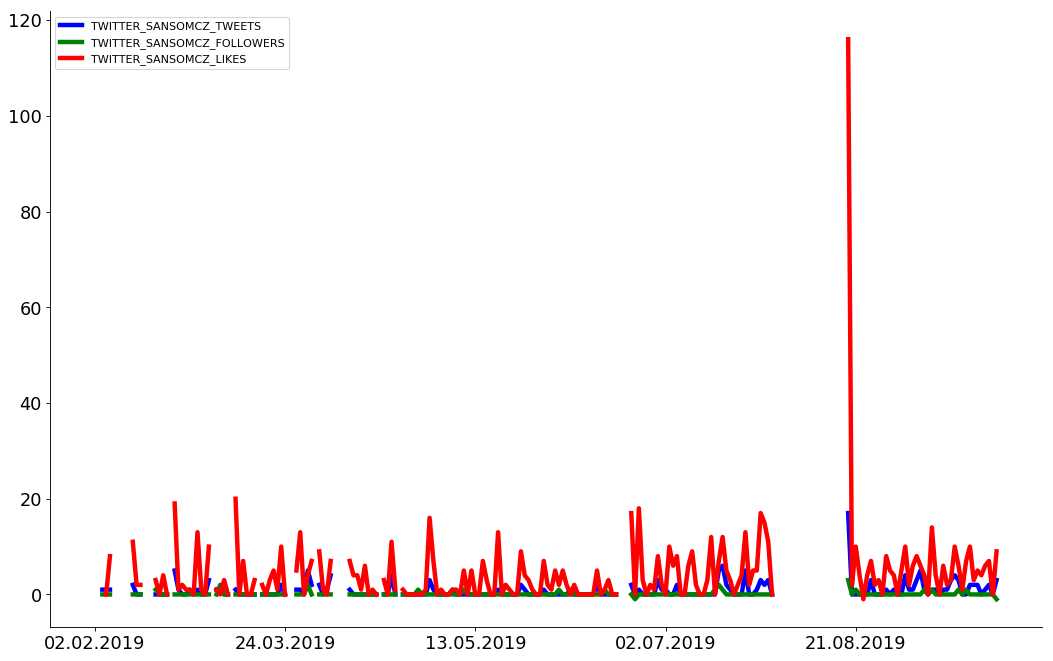 TWITTER_SANSOMCZ_TWEETS
TWITTER_SANSOMCZ_FOLLOWERS
TWITTER_SANSOMCZ_LIKES
120
100
80
60
40
20
0
02.02.2019 24.03.2019 13.05.2019 02.07.2019 21.08.2019